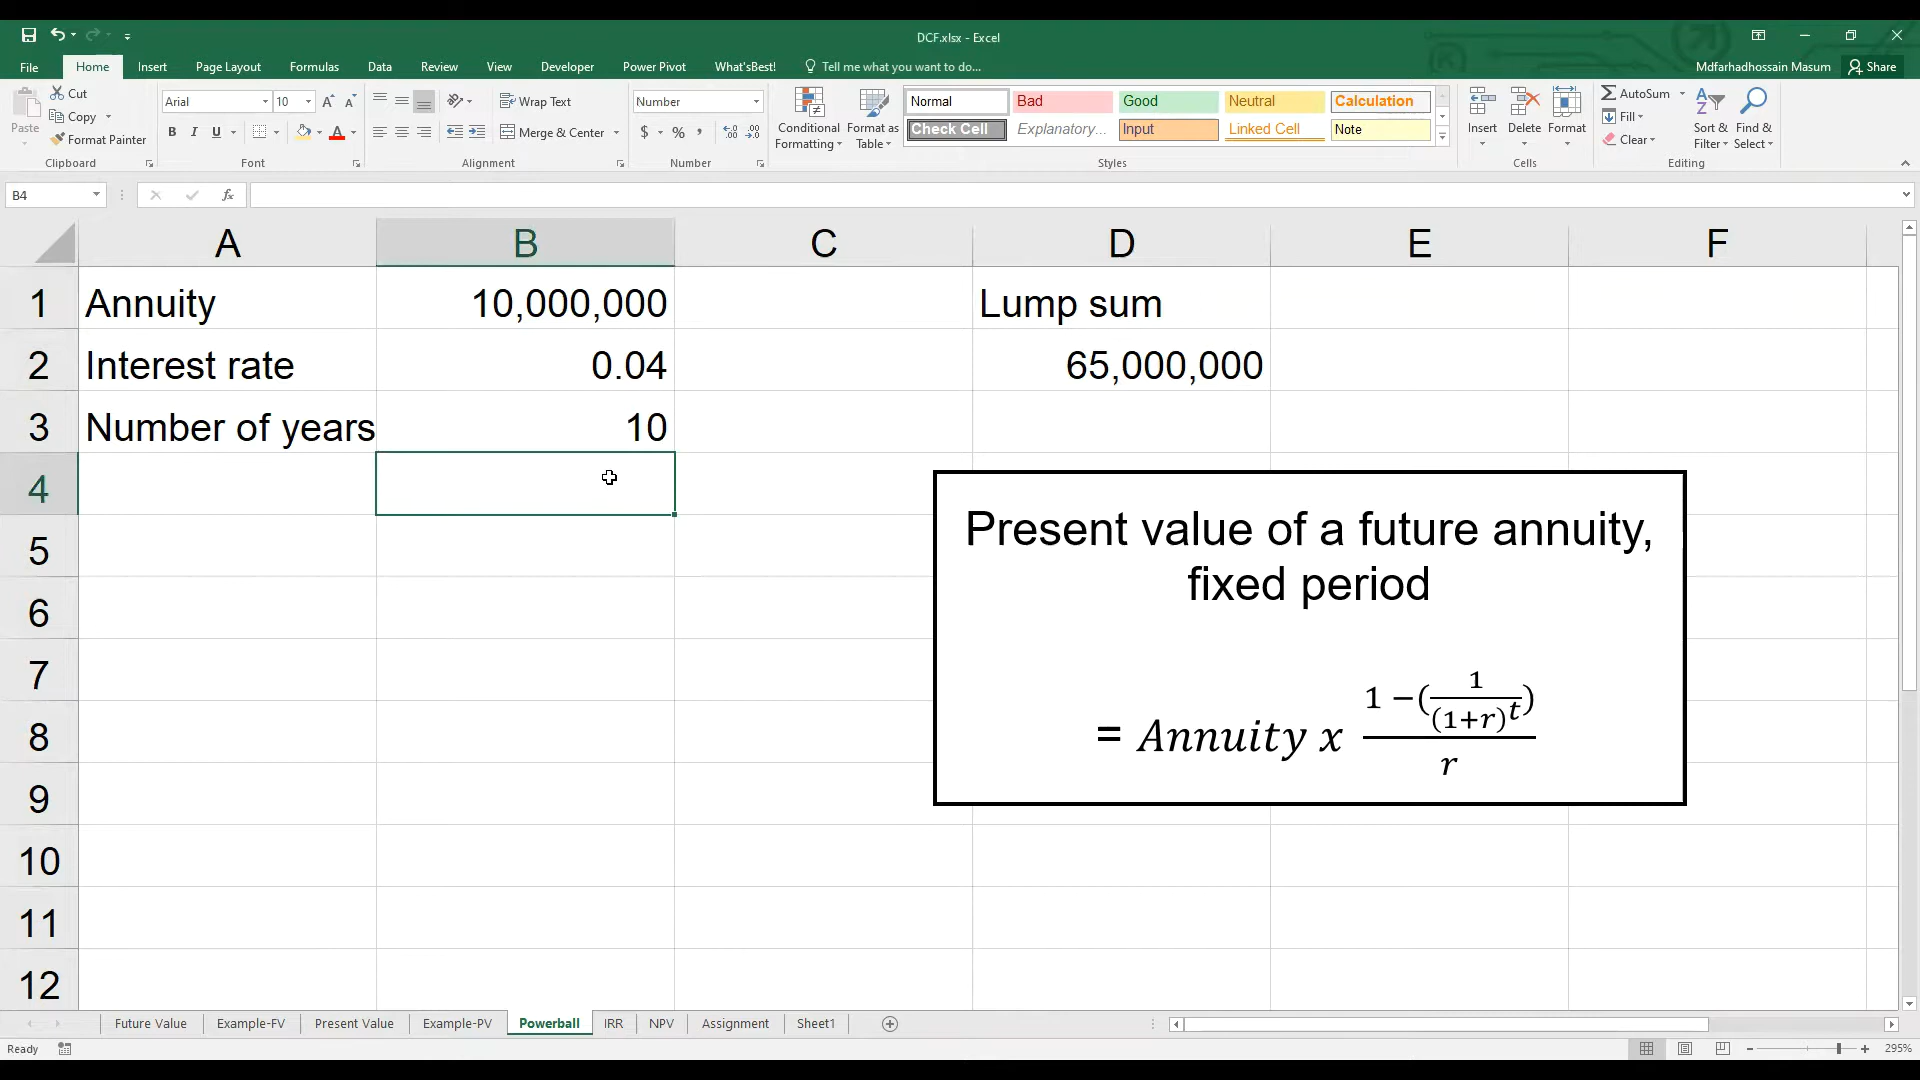 DCF.xlsx - Excel
File Home Insert Page Layout Formulas Data Review View Developer Power Pivot What'sBest! Tell me what you want to do... Mdfarhadhossain Masum Share
Paste
Cut
Copy
Format Painter
Clipboard
Arial 10
B I U
Font
Wrap Text
Merge & Center
Alignment
Number
$ % ,
Number
Conditional Formatting
Format as Table
Normal Bad Good Neutral Calculation
Check Cell Explanatory... Input Linked Cell Note
Styles
Insert Delete Format
Cells
AutoSum
Fill
Clear
Sort & Filter
Find & Select
Editing
B4 fx
A B C D E F
1 Annuity 10,000,000 Lump sum
2 Interest rate 0.04 65,000,000
3 Number of years 10
4
5
6
7
8
9
10
11
12
Present value of a future annuity,
fixed period
= Annuity x 1 −(1/(1+r)^t) / r
Future Value Example-FV Present Value Example-PV Powerball IRR NPV Assignment Sheet1
Ready 295%